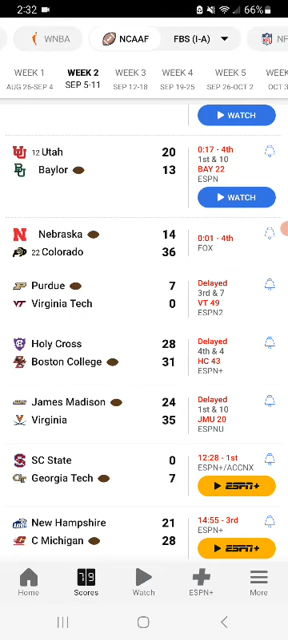 2:32 66%
WNBA NCAAF FBS (I-A) NF
WEEK 1 WEEK 2 WEEK 3 WEEK 4 WEEK 5 WEEK
AUG 26-SEP 4 SEP 5-11 SEP 12-18 SEP 19-25 SEP 26-OCT 2 OCT 3
WATCH
12 Utah 20 0:17 - 4th
1st & 10
Baylor 13 BAY 22
ESPN
WATCH
Nebraska 14 0:01 - 4th
22 Colorado 36 FOX
Purdue 7 Delayed
3rd & 7
Virginia Tech 0 VT 49
ESPN2
Holy Cross 28 Delayed
4th & 4
Boston College 31 HC 43
ESPN+
James Madison 24 Delayed
1st & 10
Virginia 35 JMU 20
ESPNU
SC State 0 12:28 - 1st
ESPN+/ACCNX
Georgia Tech 7 ESPN+
New Hampshire 21 14:55 - 3rd
ESPN+
C Michigan 28 ESPN+
Home Scores Watch ESPN+ More